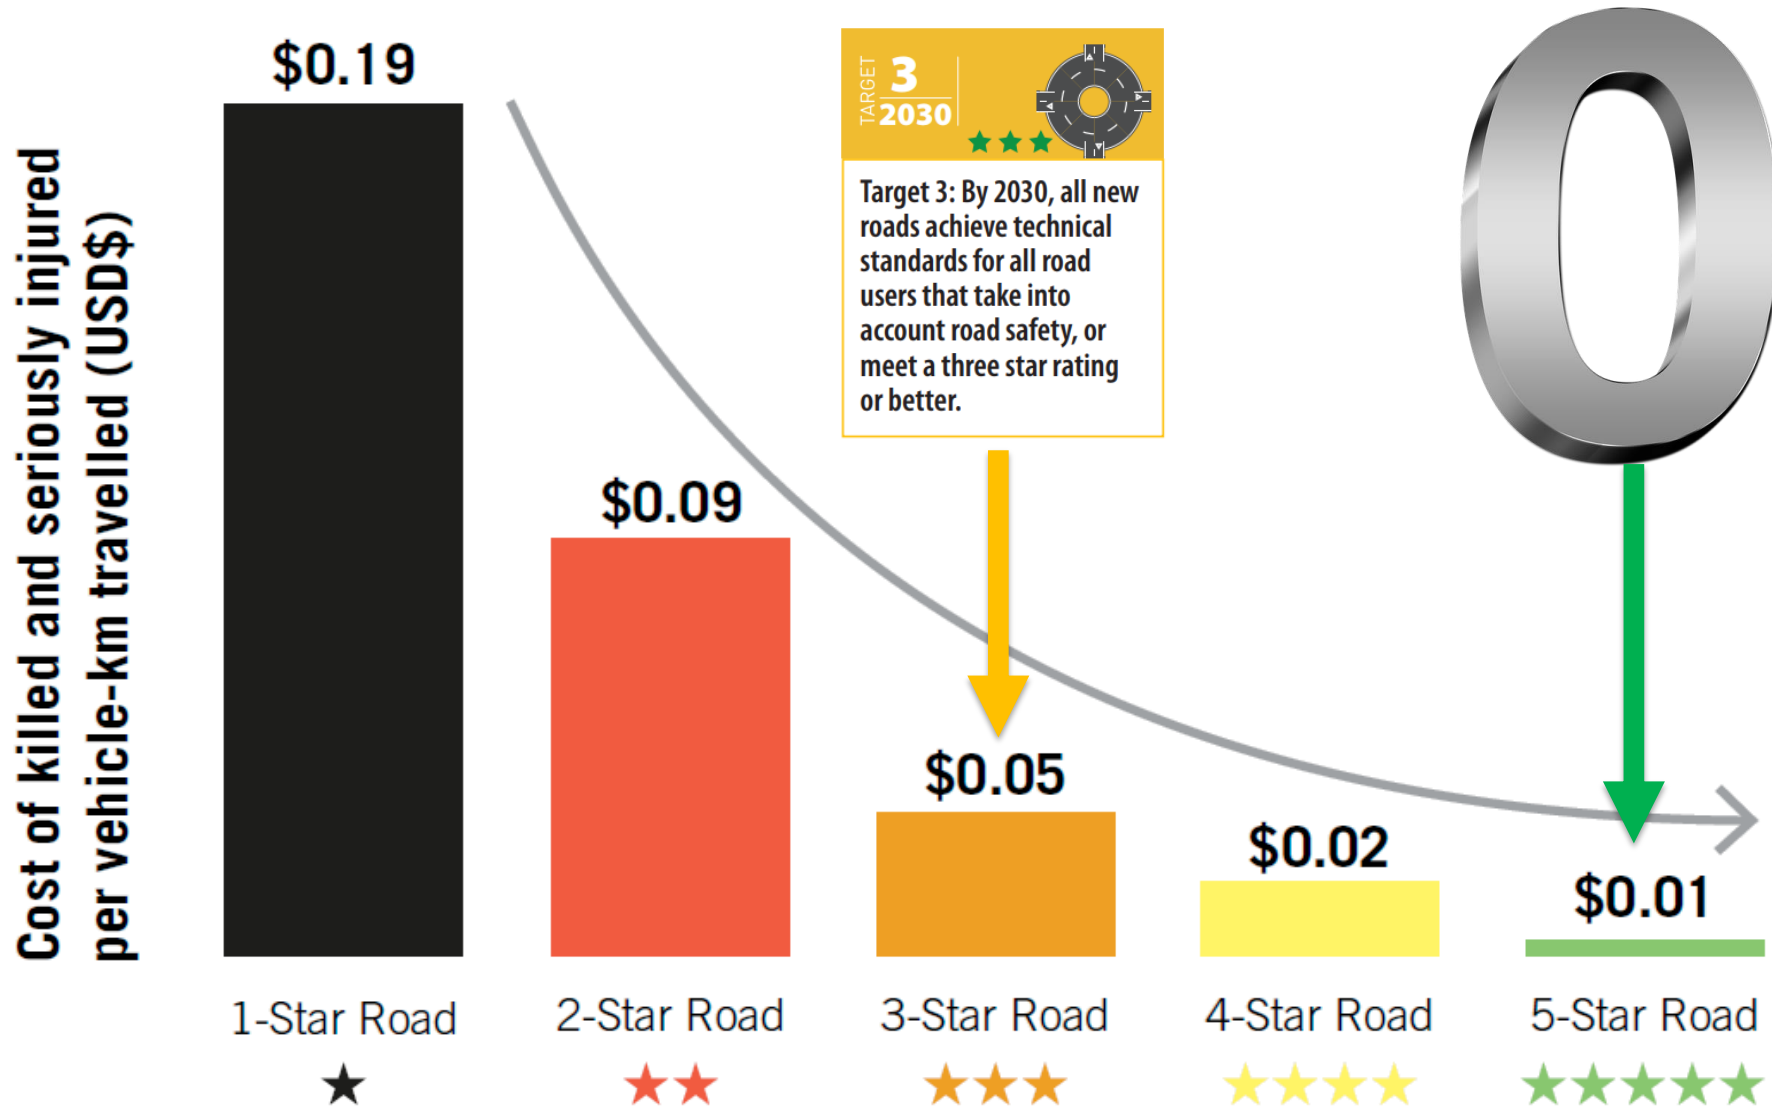 Cost of killed and seriously injured
per vehicle-km travelled (USD$)
$0.19
$0.09
TARGET
3
2030
Target 3: By 2030, all new
roads achieve technical
standards for all road
users that take into
account road safety, or
meet a three star rating
or better.
0
$0.05
$0.02
$0.01
1-Star Road
2-Star Road
3-Star Road
4-Star Road
5-Star Road